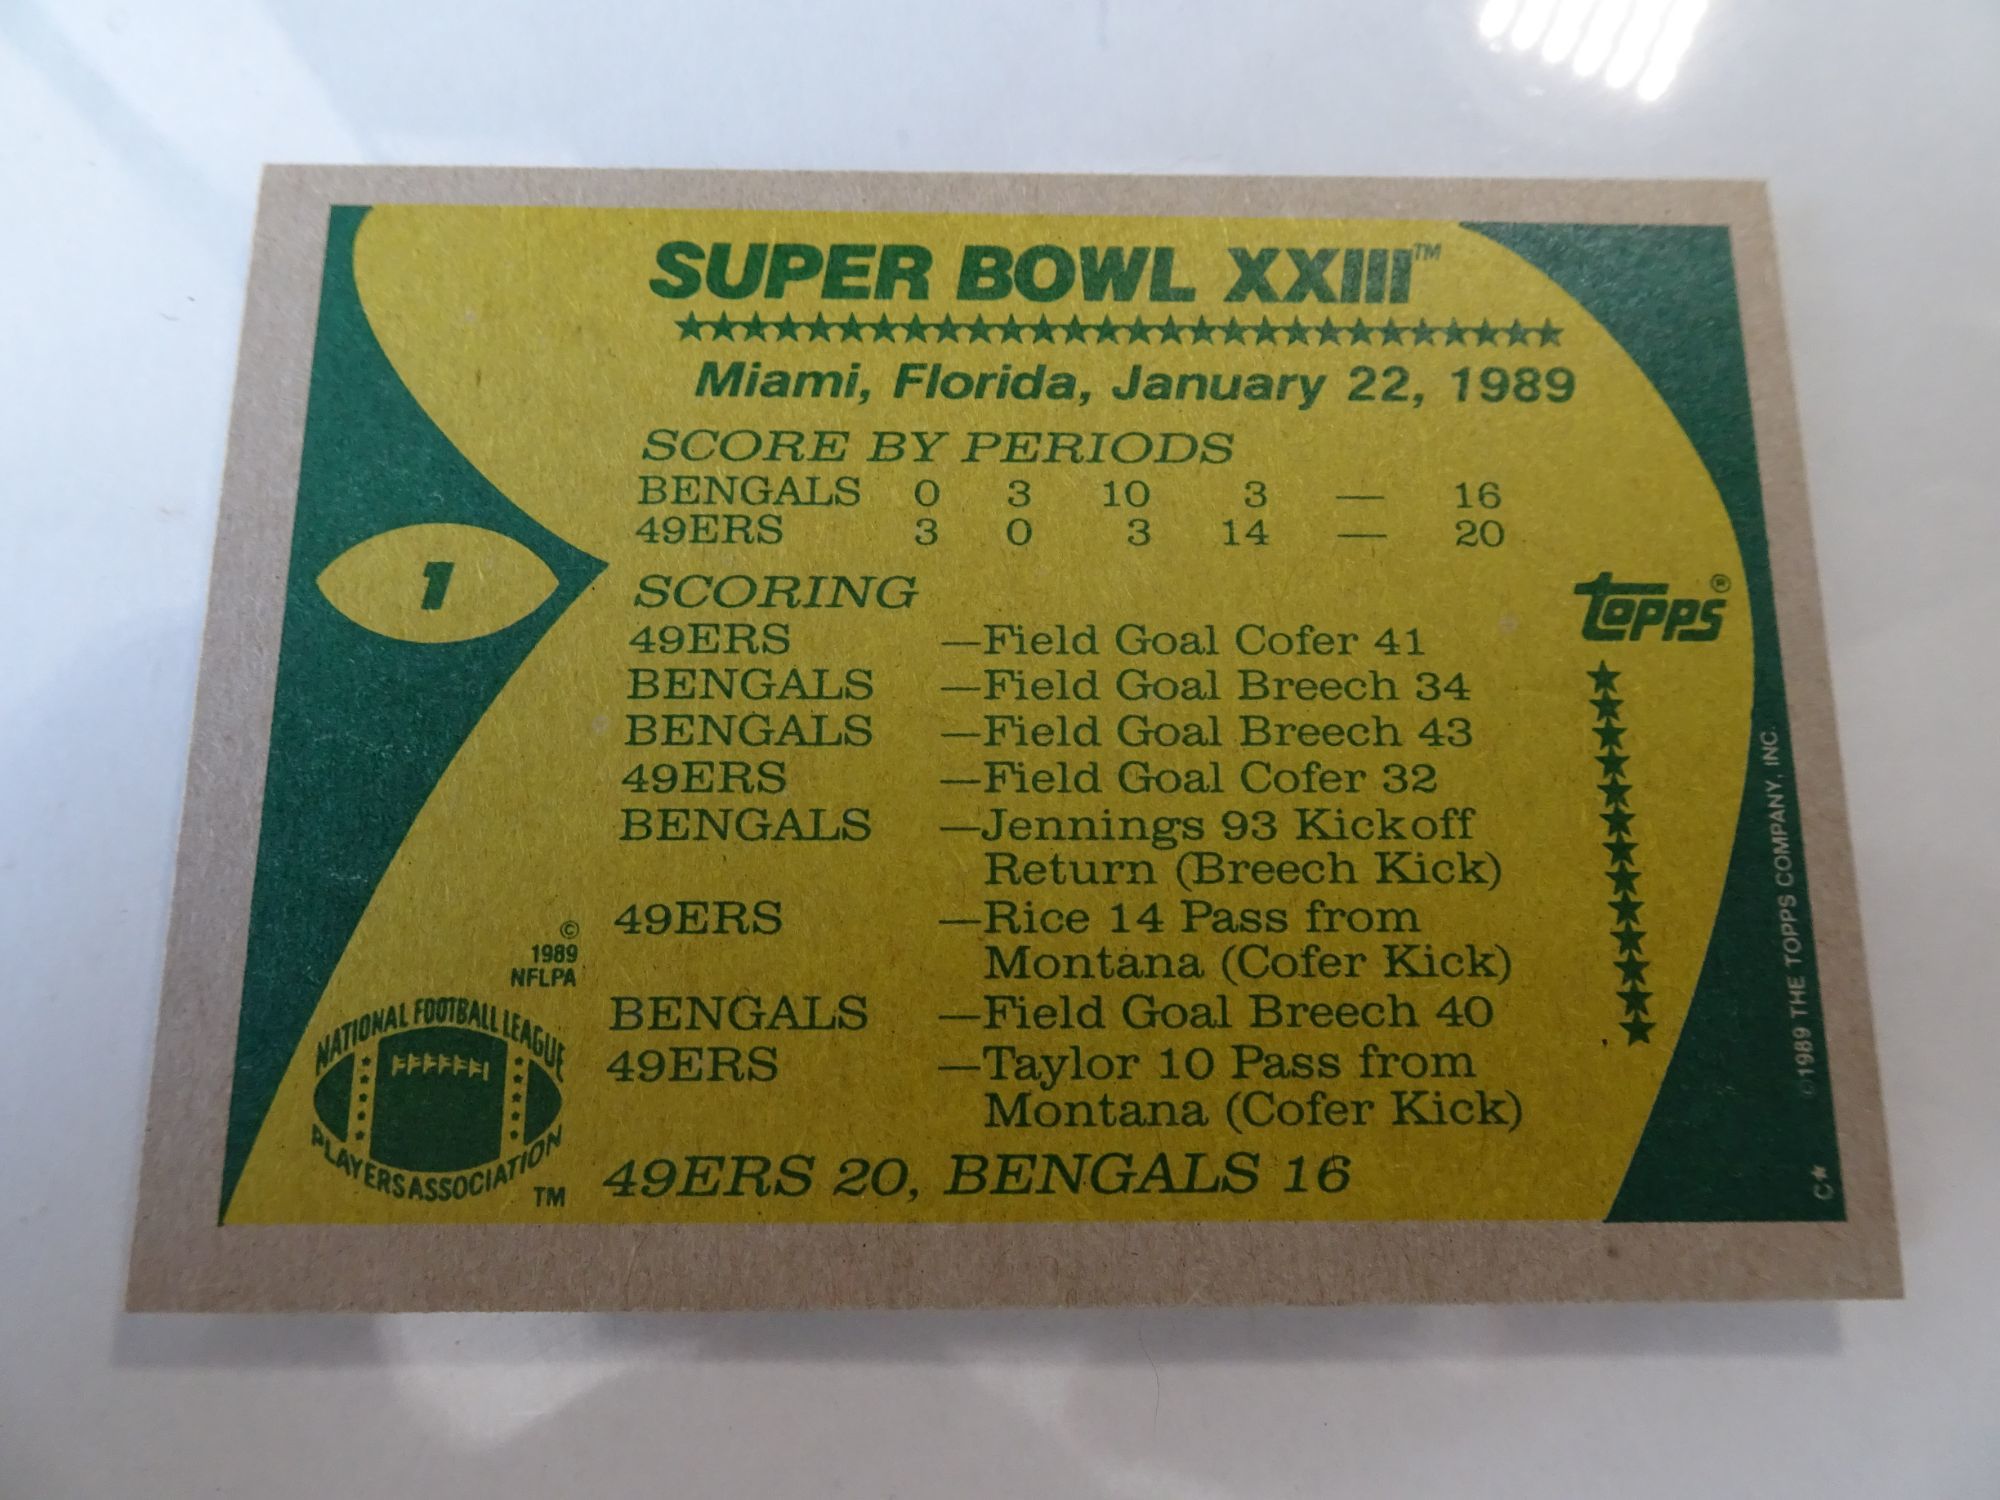 SUPER BOWL XXIII™
Miami, Florida, January 22, 1989
SCORE BY PERIODS
BENGALS 0 3 10 3 — 16
49ERS 3 0 3 14 — 20
1
SCORING
49ERS —Field Goal Cofer 41
BENGALS —Field Goal Breech 34
BENGALS —Field Goal Breech 43
49ERS —Field Goal Cofer 32
BENGALS —Jennings 93 Kickoff
Return (Breech Kick)
49ERS —Rice 14 Pass from
Montana (Cofer Kick)
BENGALS —Field Goal Breech 40
49ERS —Taylor 10 Pass from
Montana (Cofer Kick)
49ERS 20, BENGALS 16
topps®
©
1989
NFLPA
NATIONAL FOOTBALL LEAGUE
PLAYERS ASSOCIATION
TM
©1989 THE TOPPS COMPANY, INC.
C*